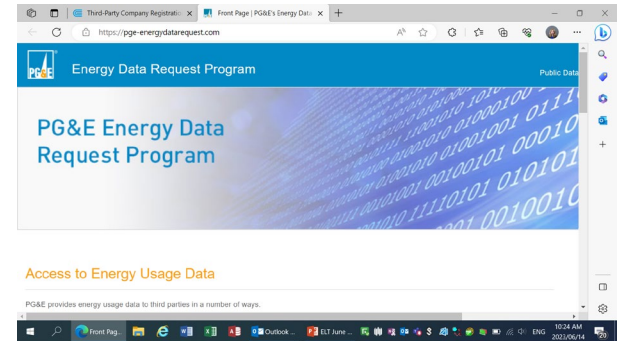 Third-Party Company Registratic
Front Page | PG&E's Energy Data
https://pge-energydatarequest.com
PG&E
Energy Data Request Program
Public Data
PG&E Energy Data
Request Program
Access to Energy Usage Data
PG&E provides energy usage data to third parties in a number of ways.
Front Pag...
Outlook ...
ELT June ...
ENG
10:24 AM
2023/06/14
20